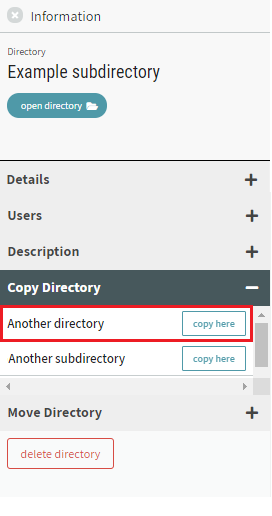 Information
Directory
Example subdirectory
open directory
Details
Users
Description
Copy Directory
Another directory copy here
Another subdirectory copy here
Move Directory
delete directory